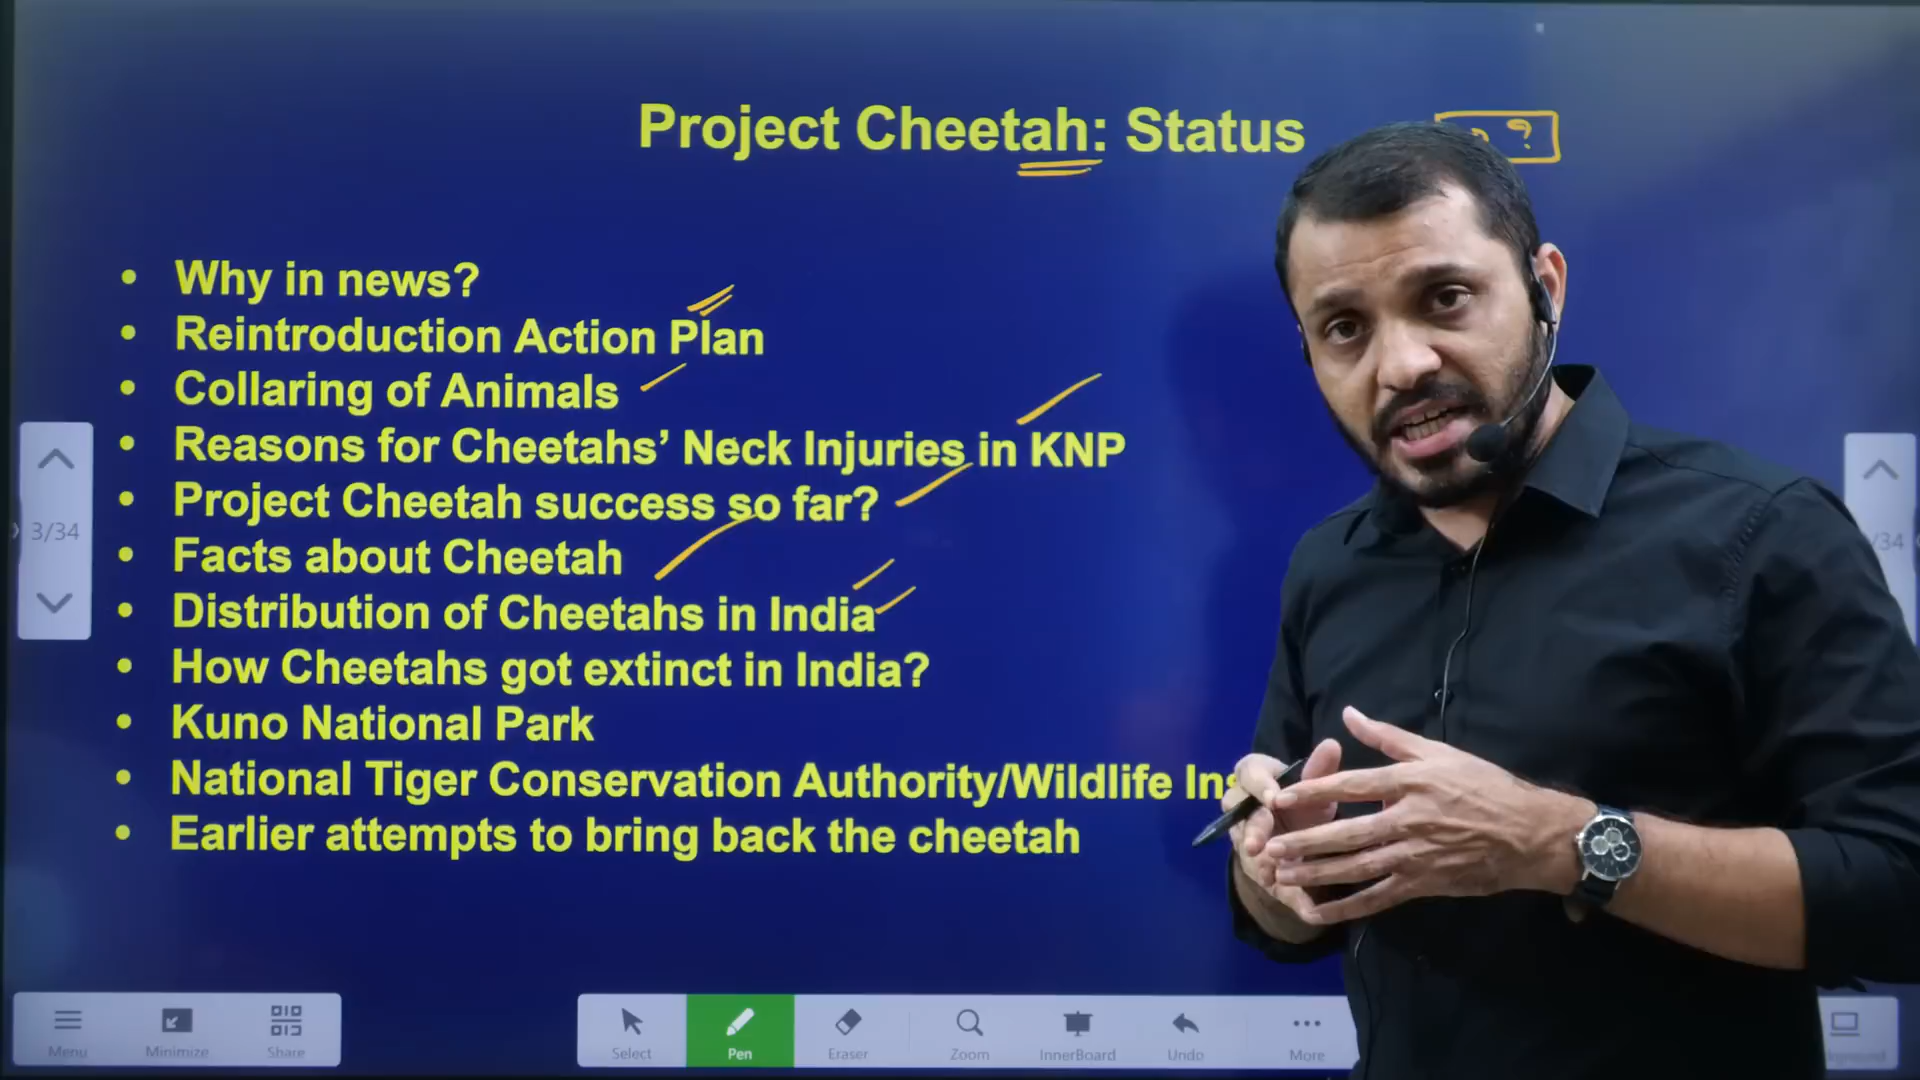 Project Cheetah: Status
?
• Why in news?
• Reintroduction Action Plan
• Collaring of Animals
• Reasons for Cheetahs’ Neck Injuries in KNP
• Project Cheetah success so far?
• Facts about Cheetah
• Distribution of Cheetahs in India
• How Cheetahs got extinct in India?
• Kuno National Park
• National Tiger Conservation Authority/Wildlife
• Earlier attempts to bring back the cheetah
3/34
/34
Menu
Minimize
Share
Select
Pen
Eraser
Zoom
InnerBoard
Undo
More